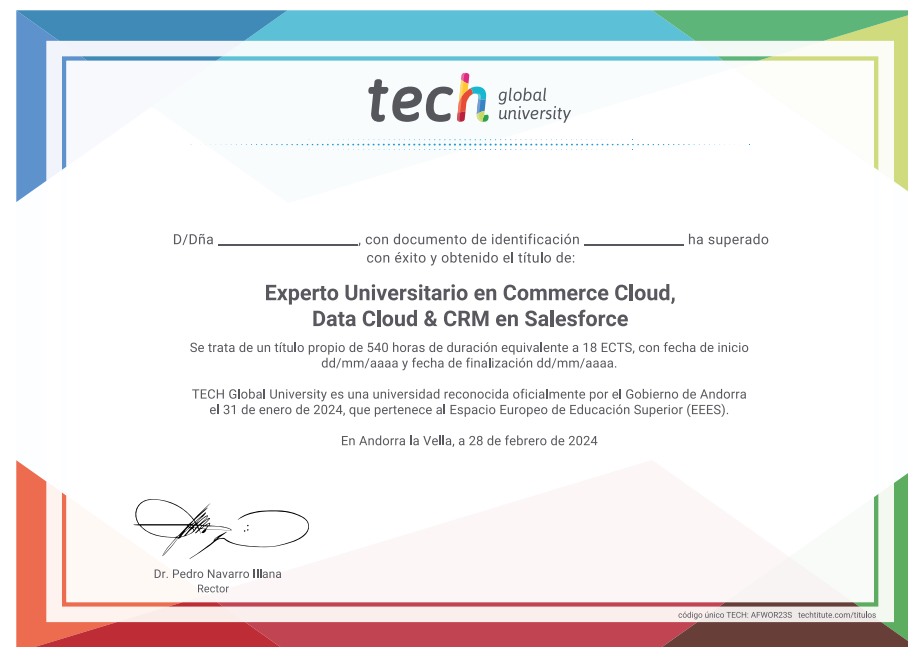 tech global university
D/Dña ______________, con documento de identificación __________ ha superado
con éxito y obtenido el título de:
Experto Universitario en Commerce Cloud,
Data Cloud & CRM en Salesforce
Se trata de un título propio de 540 horas de duración equivalente a 18 ECTS, con fecha de inicio
dd/mm/aaaa y fecha de finalización dd/mm/aaaa.
TECH Global University es una universidad reconocida oficialmente por el Gobierno de Andorra
el 31 de enero de 2024, que pertenece al Espacio Europeo de Educación Superior (EEES).
En Andorra la Vella, a 28 de febrero de 2024
Dr. Pedro Navarro Illana
Rector
código único TECH: AFWOR23S techtitute.com/titulos